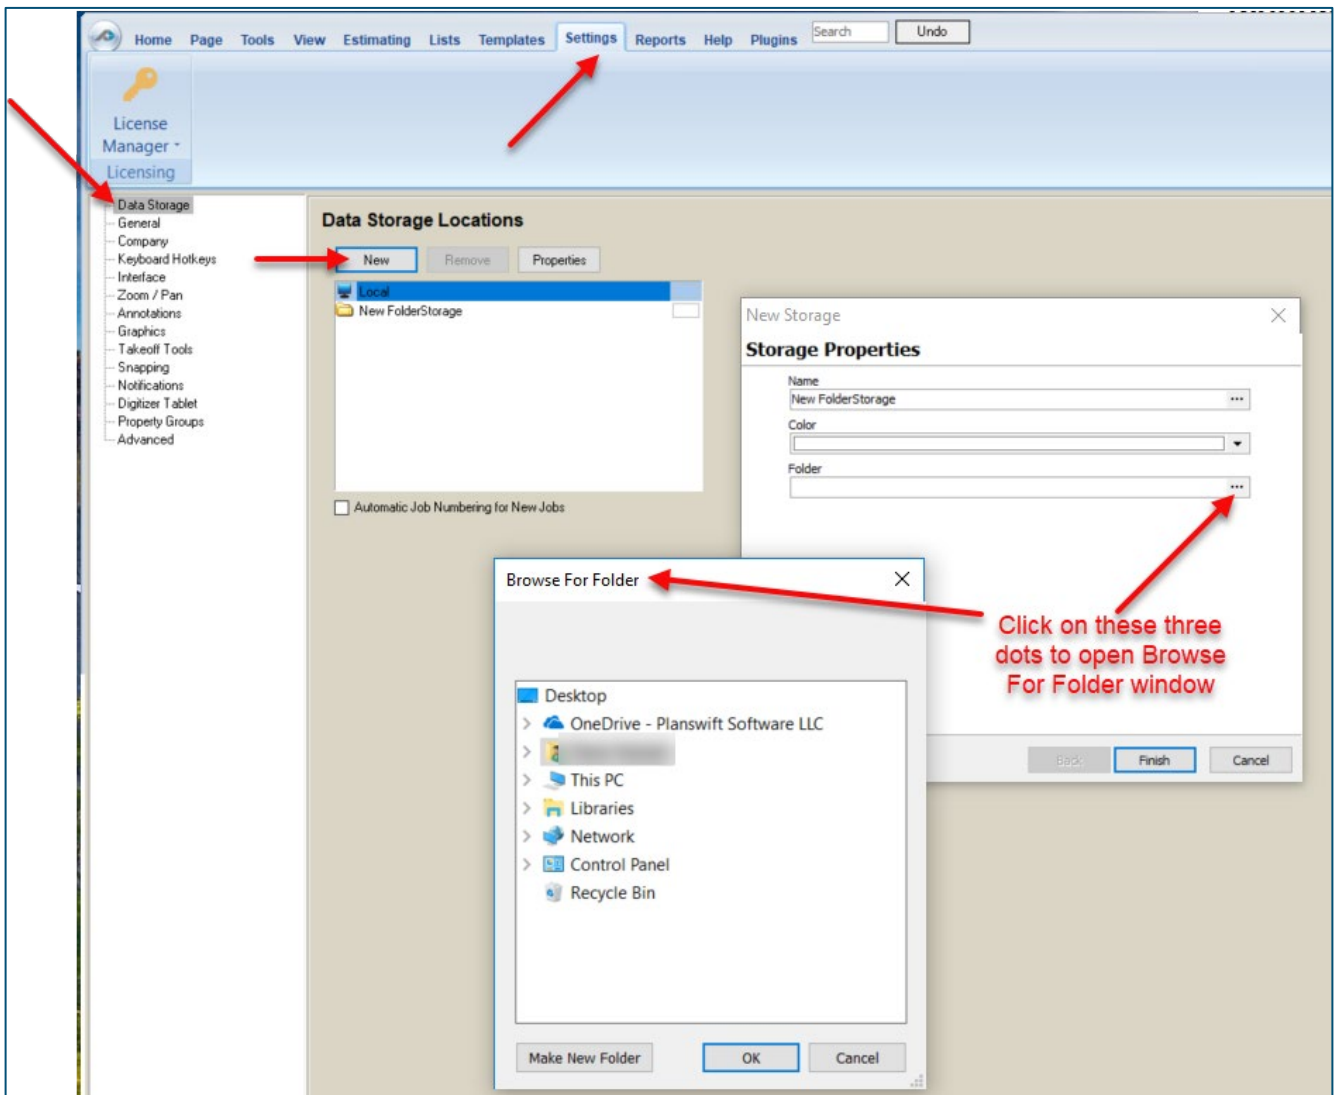 Home Page Tools View Estimating Lists Templates Settings Reports Help Plugins Search Undo
License
Manager
Licensing
Data Storage
General
Company
Keyboard Hotkeys
Interface
Zoom / Pan
Annotations
Graphics
Takeoff Tools
Snapping
Notifications
Digitizer Tablet
Property Groups
Advanced
Data Storage Locations
New Remove Properties
Local
New FolderStorage
Automatic Job Numbering for New Jobs
New Storage
Storage Properties
Name
New FolderStorage
Color
Folder
Click on these three
dots to open Browse
For Folder window
Back Finish Cancel
Browse For Folder
Desktop
OneDrive - Planswift Software LLC
This PC
Libraries
Network
Control Panel
Recycle Bin
Make New Folder OK Cancel